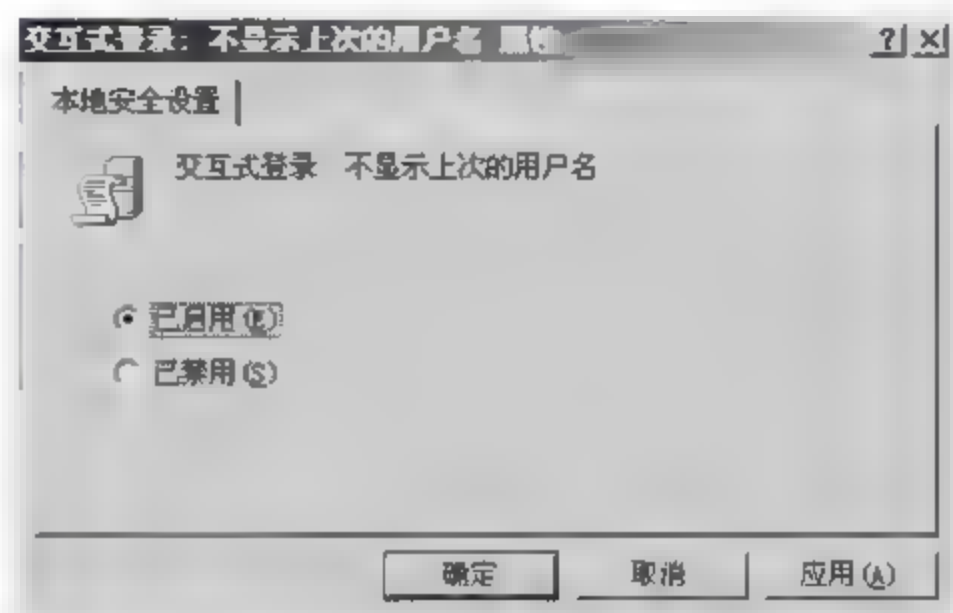 交互式登录: 不显示上次的用户名 属性
本地安全设置
交互式登录 不显示上次的用户名
已启用(E)
已禁用(S)
确定 取消 应用(A)